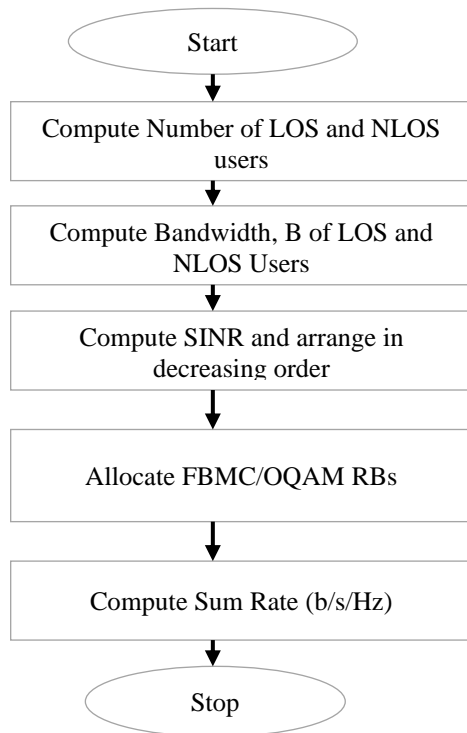 Start
Compute Number of LOS and NLOS
users
Compute Bandwidth, B of LOS and
NLOS Users
Compute SINR and arrange in
decreasing order
Allocate FBMC/OQAM RBs
Compute Sum Rate (b/s/Hz)
Stop